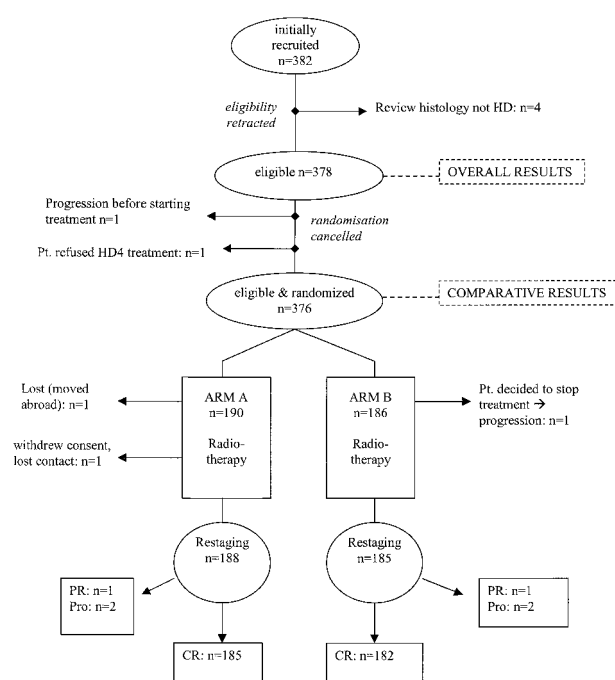 initially
recruited
n=382
eligibility
retracted
Review histology not HD: n=4
eligible n=378
OVERALL RESULTS
Progression before starting
treatment n=1
randomisation
cancelled
Pt. refused HD4 treatment: n=1
eligible & randomized
n=376
COMPARATIVE RESULTS
Lost (moved
abroad): n=1
withdrew consent,
lost contact: n=1
ARM A
n=190
Radio-
therapy
ARM B
n=186
Radio-
therapy
Pt. decided to stop
treatment →
progression: n=1
Restaging
n=188
Restaging
n=185
PR: n=1
Pro: n=2
PR: n=1
Pro: n=2
CR: n=185
CR: n=182